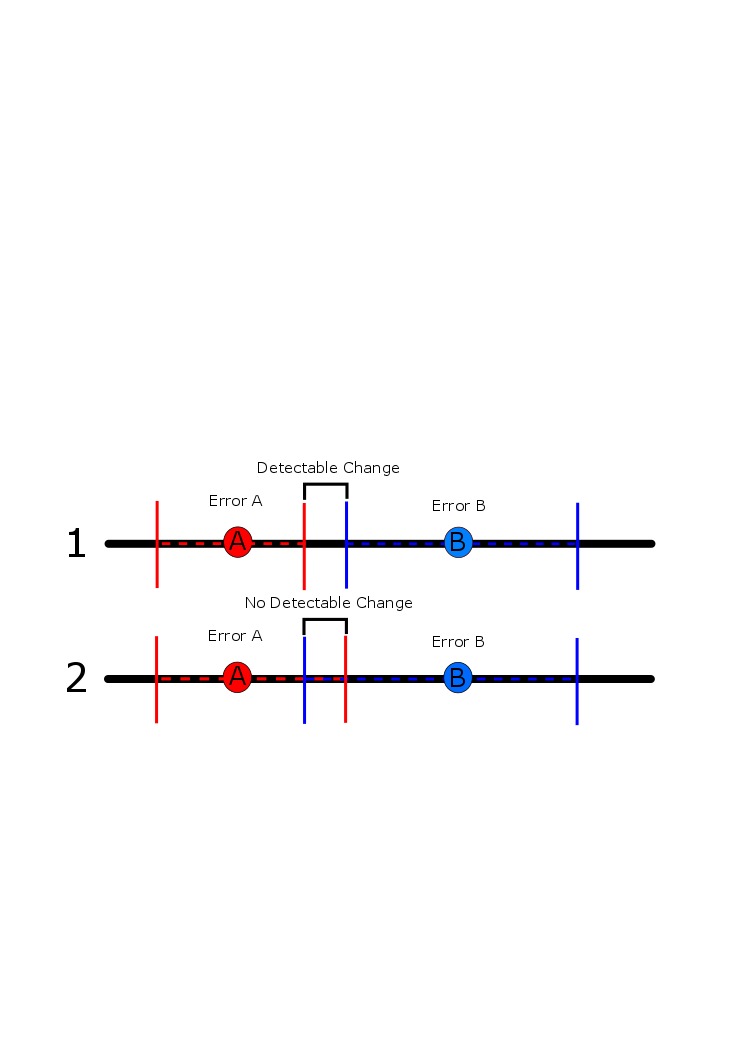 Detectable Change
Error A
Error B
1
A
B
No Detectable Change
Error A
Error B
2
A
B